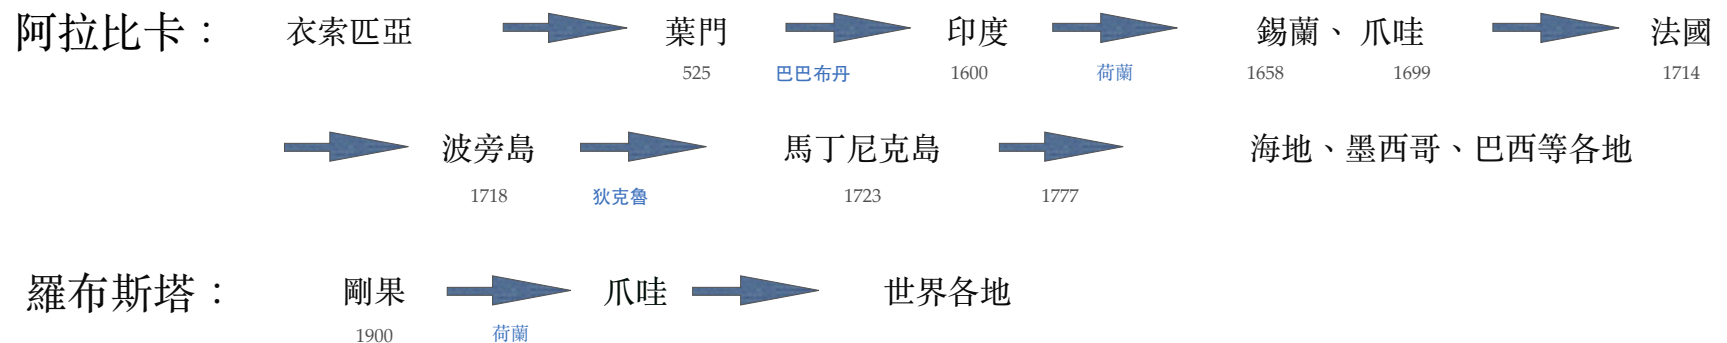 阿拉比卡： 衣索匹亞 葉門 印度 錫蘭、 爪哇 法國
525 巴巴布丹 1600 荷蘭 1658 1699 1714
波旁島 馬丁尼克島 海地、墨西哥、巴西等各地
1718 狄克魯 1723 1777
羅布斯塔： 剛果 爪哇 世界各地
1900 荷蘭